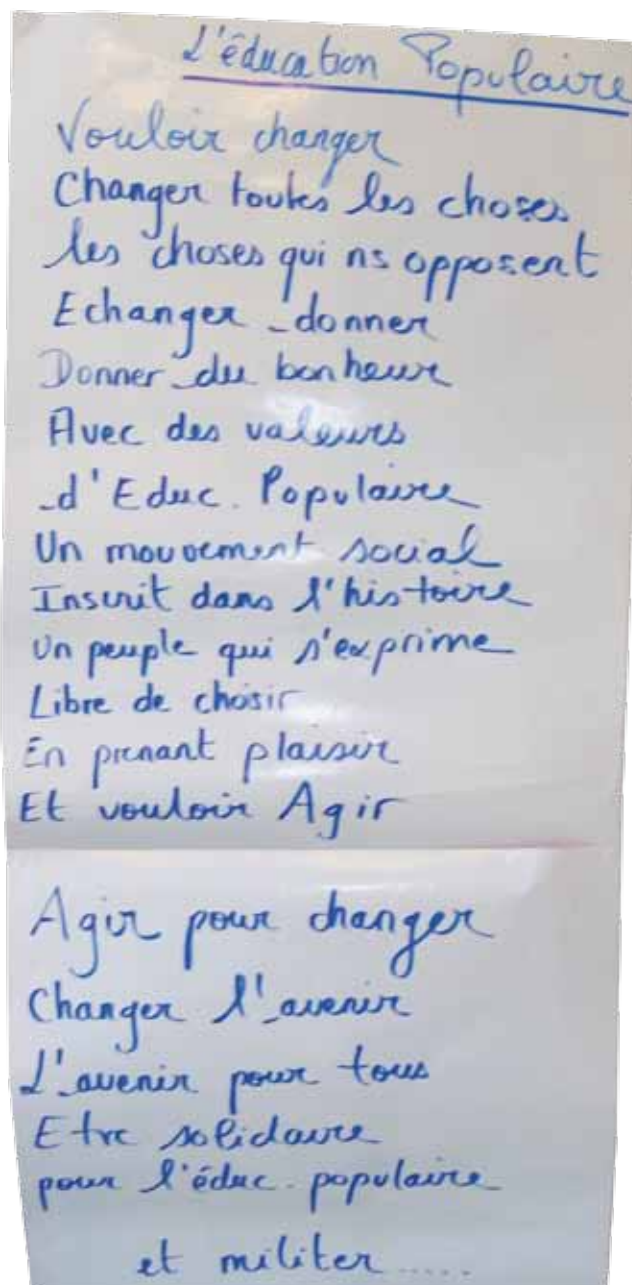 L'éducation Populaire
Vouloir changer
Changer toutes les choses
les choses qui ns opposent
Echanger donner
Donner du bonheur
Avec des valeurs
d'Educ. Populaire
Un mouvement social
Inscrit dans l'histoire
Un peuple qui s'exprime
Libre de choisir
En prenant plaisir
Et vouloir Agir
Agir pour changer
Changer l'avenir
L'avenir pour tous
Etre solidaire
pour l'éduc. populaire
et militer.....